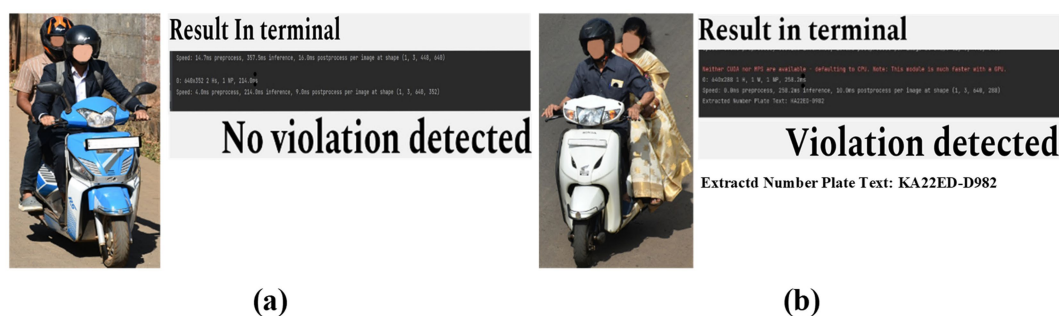 Result In terminal
Speed: 14.7ms preprocess, 357.5ms inference, 16.0ms postprocess per image at shape (1, 3, 448, 640)
0: 640x352 2 Hs, 1 NP, 214.0ms
Speed: 4.0ms preprocess, 214.0ms inference, 9.0ms postprocess per image at shape (1, 3, 640, 352)
No violation detected
(a)
Result in terminal
Neither CUDA nor MPS are available - defaulting to CPU. Note: This module is much faster with a GPU.
0: 640x288 1 H, 1 W, 1 NP, 258.2ms
Speed: 8.0ms preprocess, 258.2ms inference, 10.0ms postprocess per image at shape (1, 3, 640, 288)
Extracted Number Plate Text: KA22ED-D982
Violation detected
Extractd Number Plate Text: KA22ED-D982
(b)